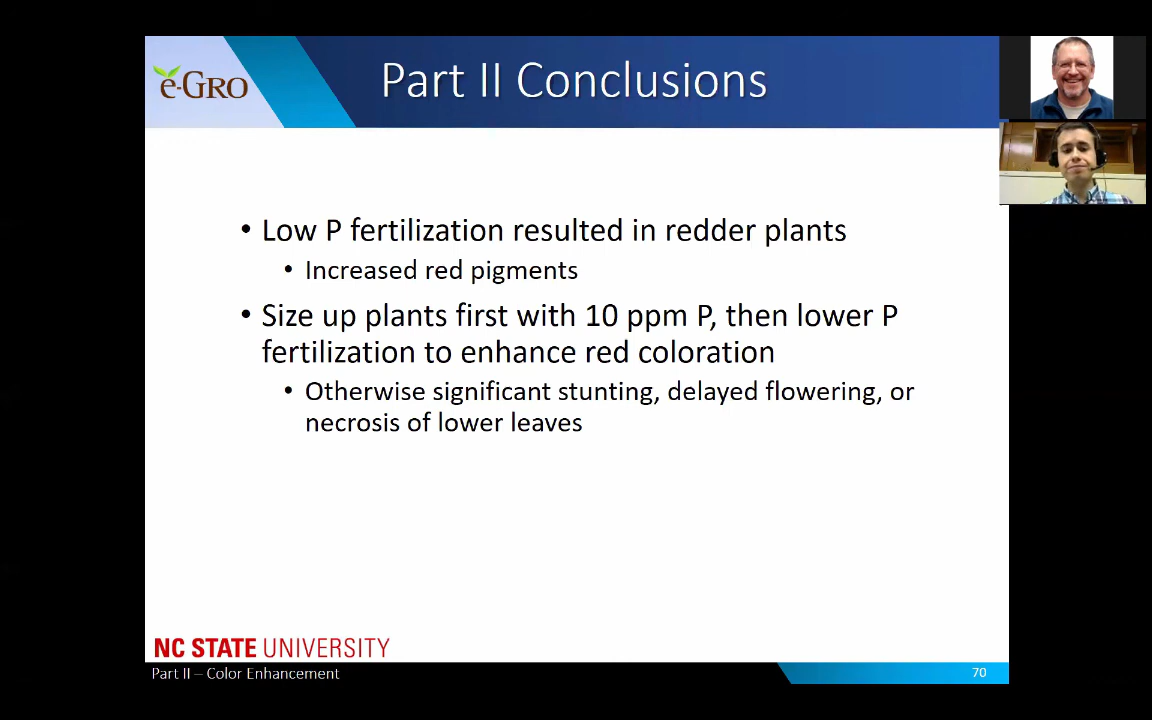 e-GRO
Part II Conclusions
• Low P fertilization resulted in redder plants
• Increased red pigments
• Size up plants first with 10 ppm P, then lower P
fertilization to enhance red coloration
• Otherwise significant stunting, delayed flowering, or
necrosis of lower leaves
NC STATE UNIVERSITY
Part II – Color Enhancement
70